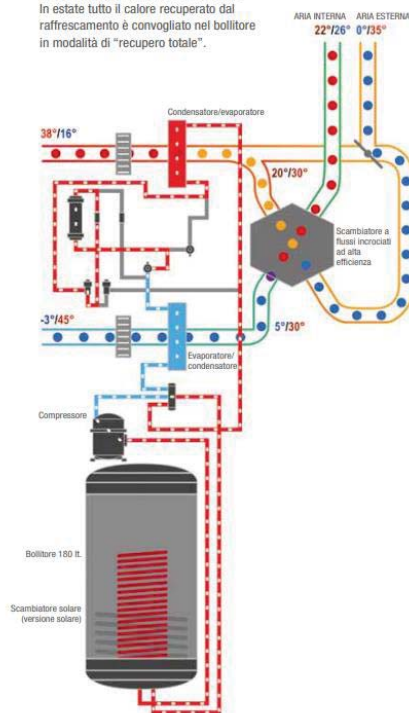 In estate tutto il calore recuperato dal
raffrescamento è convogliato nel bollitore
in modalità di “recupero totale”.
ARIA INTERNA
22°/26°
ARIA ESTERNA
0°/35°
Condensatore/evaporatore
38°/16°
20°/30°
Scambiatore a
flussi incrociati
ad alta
efficienza
-3°/45°
5°/30°
Evaporatore/
condensatore
Compressore
Bollitore 180 lt.
Scambiatore solare
(versione solare)